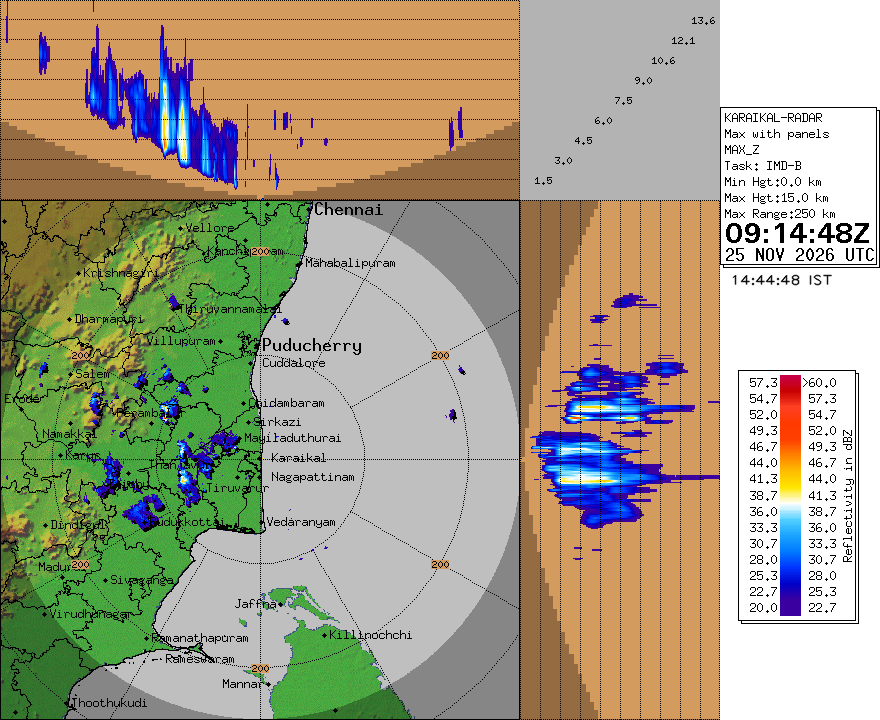 13.6
12.1
10.6
9.0
7.5
6.0
4.5
3.0
1.5
KARAIKAL-RADAR
Max with panels
MAX_Z
Task: IMD-B
Min Hgt:0.0 km
Max Hgt:15.0 km
Max Range:250 km
09:14:48Z
25 NOV 2026 UTC
14:44:48 IST
Chennai
Vellore
200
Mahabalipuram
Krishnagiri
Thiruvannamalai
Dharmapuri
Villupuram
Puducherry
200
200
Cuddalore
Salem
Erode
Chidambaram
Sirkazi
Namakkal
Mayiladuthurai
Karur
Karaikal
Nagapattinam
Tiruvarur
Pudukkottai
Vedaranyam
Dindigul
200
200
Madurai
Sivaganga
Jaffna
Virudhunagar
Killinochchi
Ramanathapuram
Rameswaram
200
Mannar
Thoothukudi
57.3 >60.0
54.7 57.3
52.0 54.7
49.3 52.0
46.7 49.3
44.0 46.7
41.3 44.0
38.7 41.3
36.0 38.7
33.3 36.0
30.7 33.3
28.0 30.7
25.3 28.0
22.7 25.3
20.0 22.7
Reflectivity in dBZ